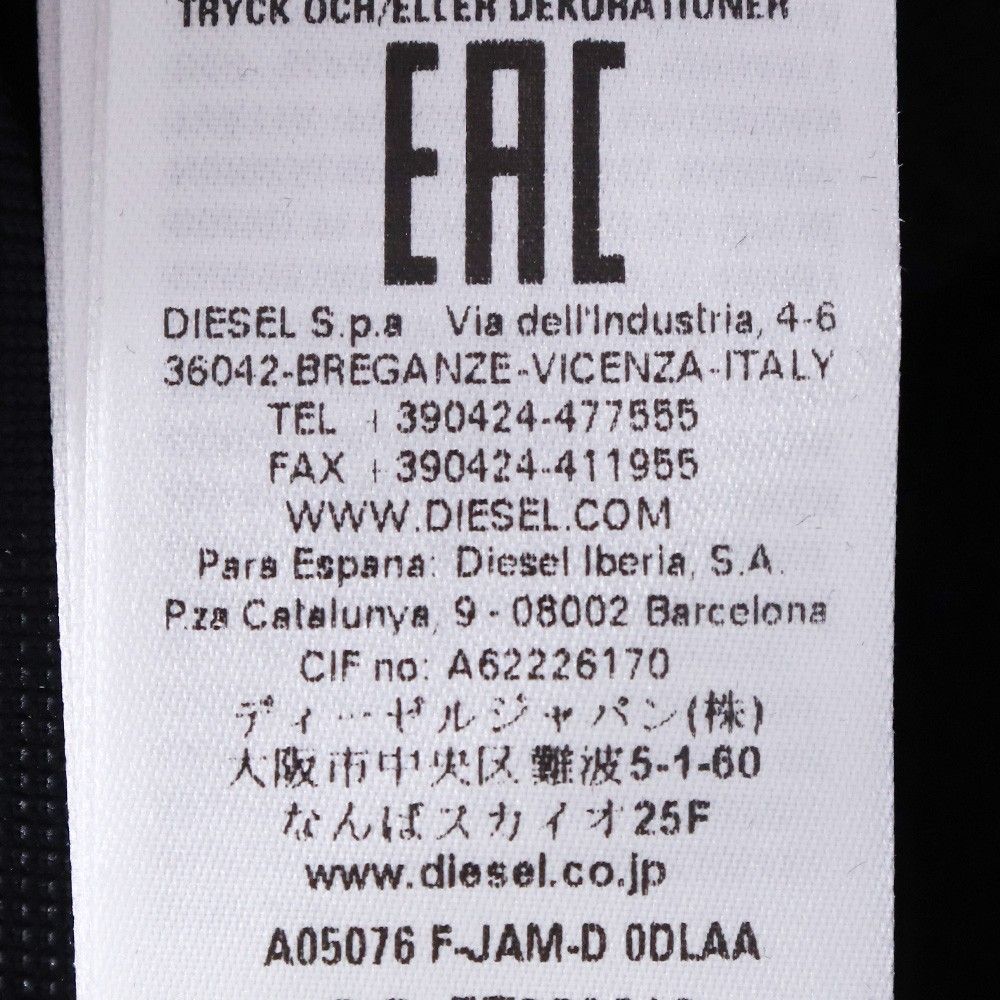 TRYCK OCH/ELLER DEKORATIONER
EAC
DIESEL S.p.a Via dell'Industria, 4-6
36042-BREGANZE-VICENZA-ITALY
TEL +390424-477555
FAX +390424-411955
WWW.DIESEL.COM
Para Espana: Diesel Iberia, S.A.
P.za Catalunya, 9 - 08002 Barcelona
CIF no: A62226170
ディーゼルジャパン(株)
大阪市中央区難波5-1-60
なんばスカイオ25F
www.diesel.co.jp
A05076 F-JAM-D 0DLAA